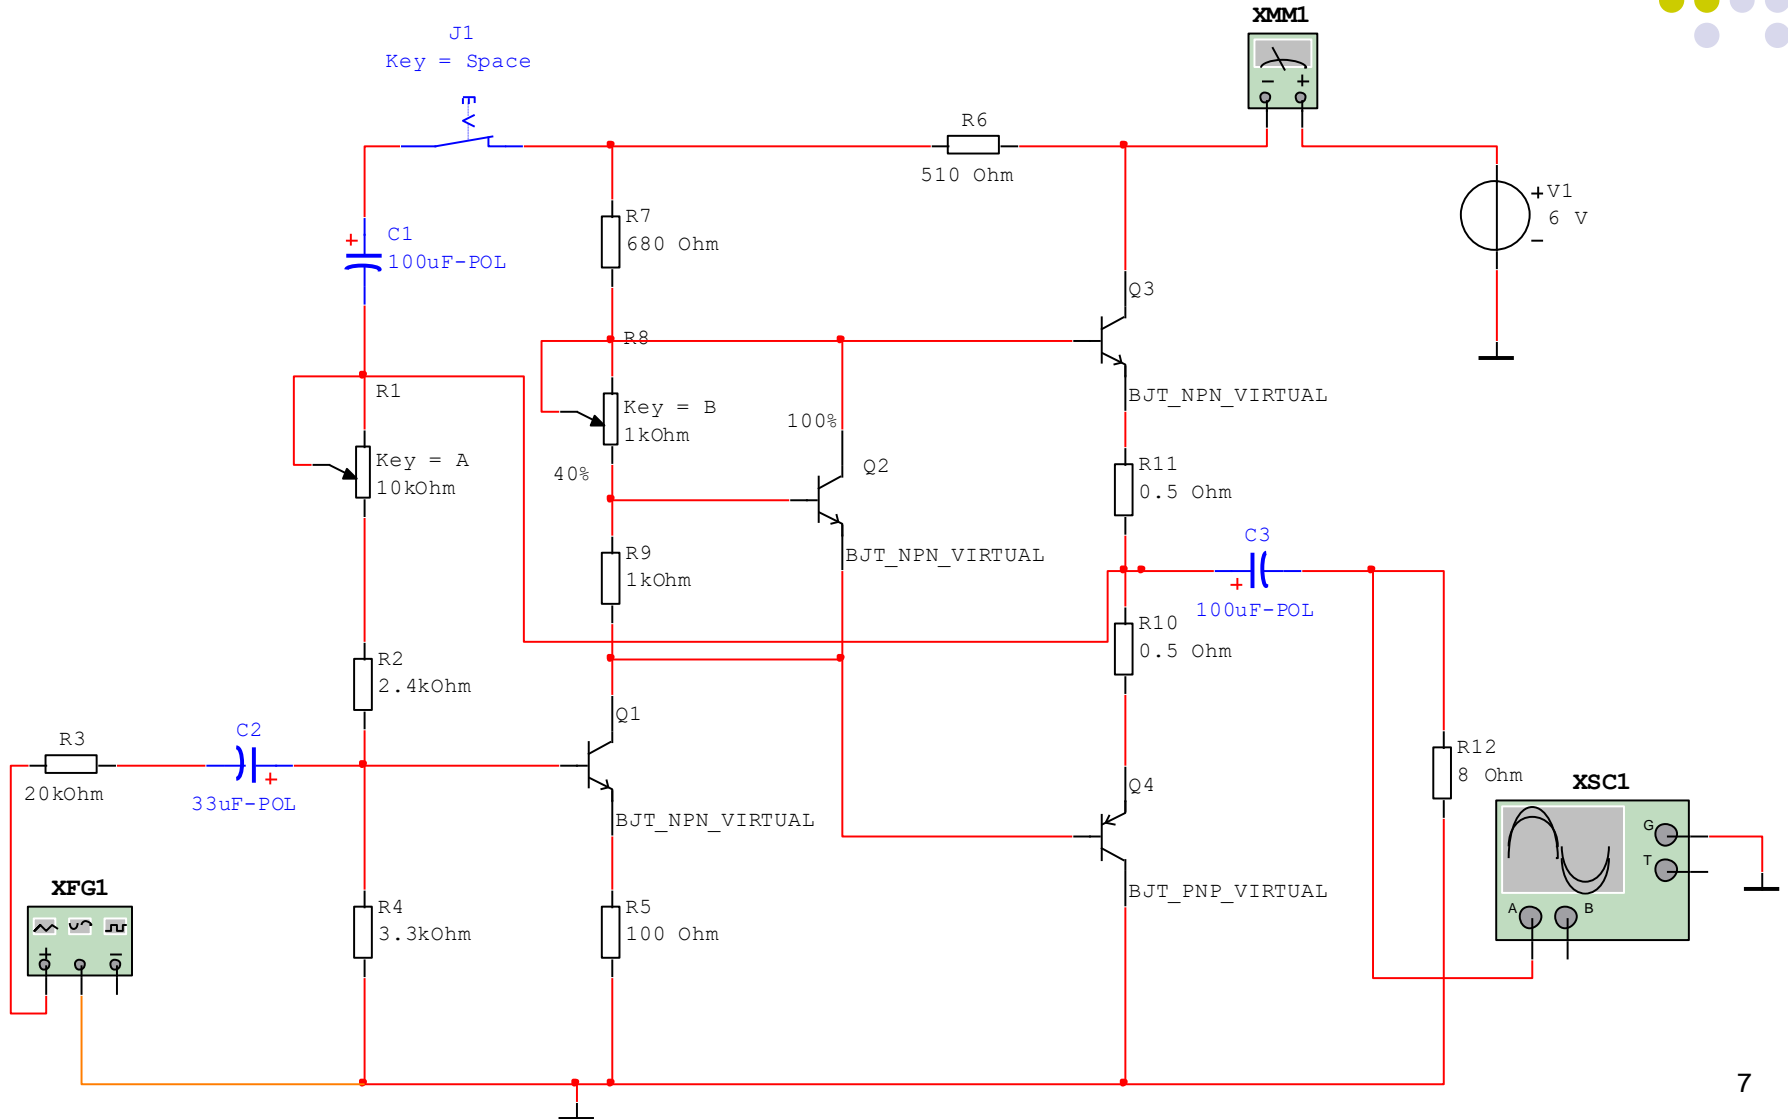 XMM1
J1
Key = Space
R6
510 Ohm
V1
6 V
R7
680 Ohm
C1
100uF-POL
Q3
R8
R1
BJT_NPN_VIRTUAL
Key = B
1kOhm
100%
Key = A
10kOhm
40%
Q2
R11
0.5 Ohm
R9
1kOhm
BJT_NPN_VIRTUAL
C3
100uF-POL
R10
0.5 Ohm
R2
2.4kOhm
Q1
C2
R3
20kOhm
33uF-POL
R12
8 Ohm
Q4
XSC1
BJT_NPN_VIRTUAL
G
T
A
B
XFG1
R4
3.3kOhm
R5
100 Ohm
BJT_PNP_VIRTUAL
7